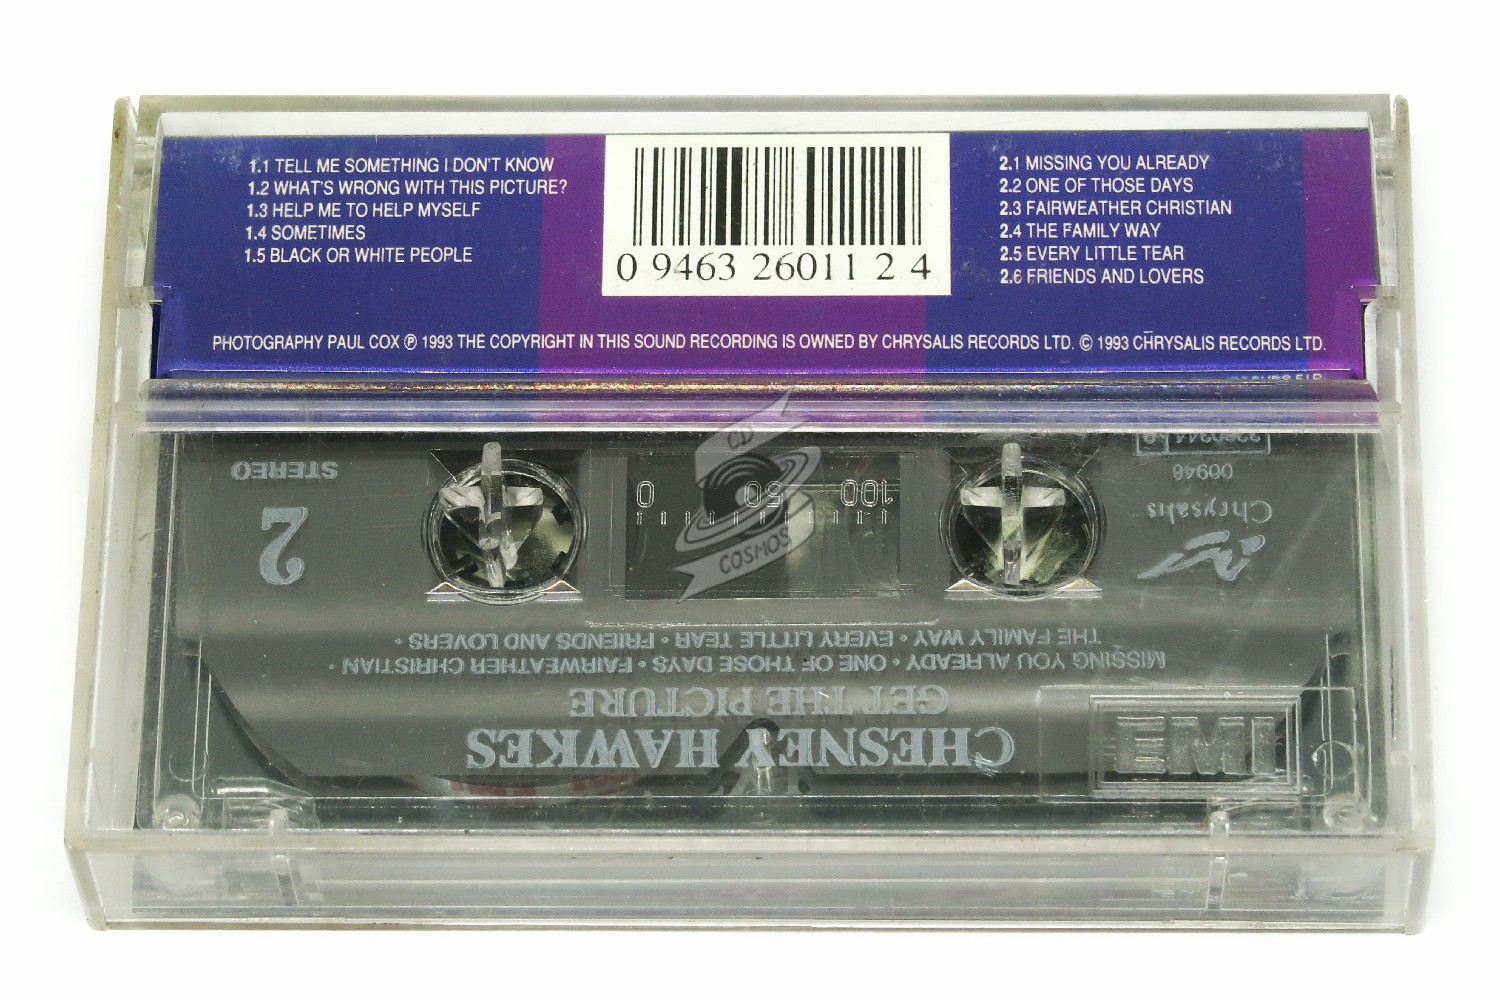 1.1 TELL ME SOMETHING I DON'T KNOW
1.2 WHAT'S WRONG WITH THIS PICTURE?
1.3 HELP ME TO HELP MYSELF
1.4 SOMETIMES
1.5 BLACK OR WHITE PEOPLE
0 9463 26011 2 4
2.1 MISSING YOU ALREADY
2.2 ONE OF THOSE DAYS
2.3 FAIRWEATHER CHRISTIAN
2.4 THE FAMILY WAY
2.5 EVERY LITTLE TEAR
2.6 FRIENDS AND LOVERS
PHOTOGRAPHY PAUL COX ℗ 1993 THE COPYRIGHT IN THIS SOUND RECORDING IS OWNED BY CHRYSALIS RECORDS LTD. © 1993 CHRYSALIS RECORDS LTD.
CD
COSMOS
EMI
CHESNEY HAWKES
GET THE PICTURE
MISSING YOU ALREADY • ONE OF THOSE DAYS • FAIRWEATHER CHRISTIAN •
THE FAMILY WAY • EVERY LITTLE TEAR • FRIENDS AND LOVERS •
Chrysalis
00946
100 50 0
2
STEREO